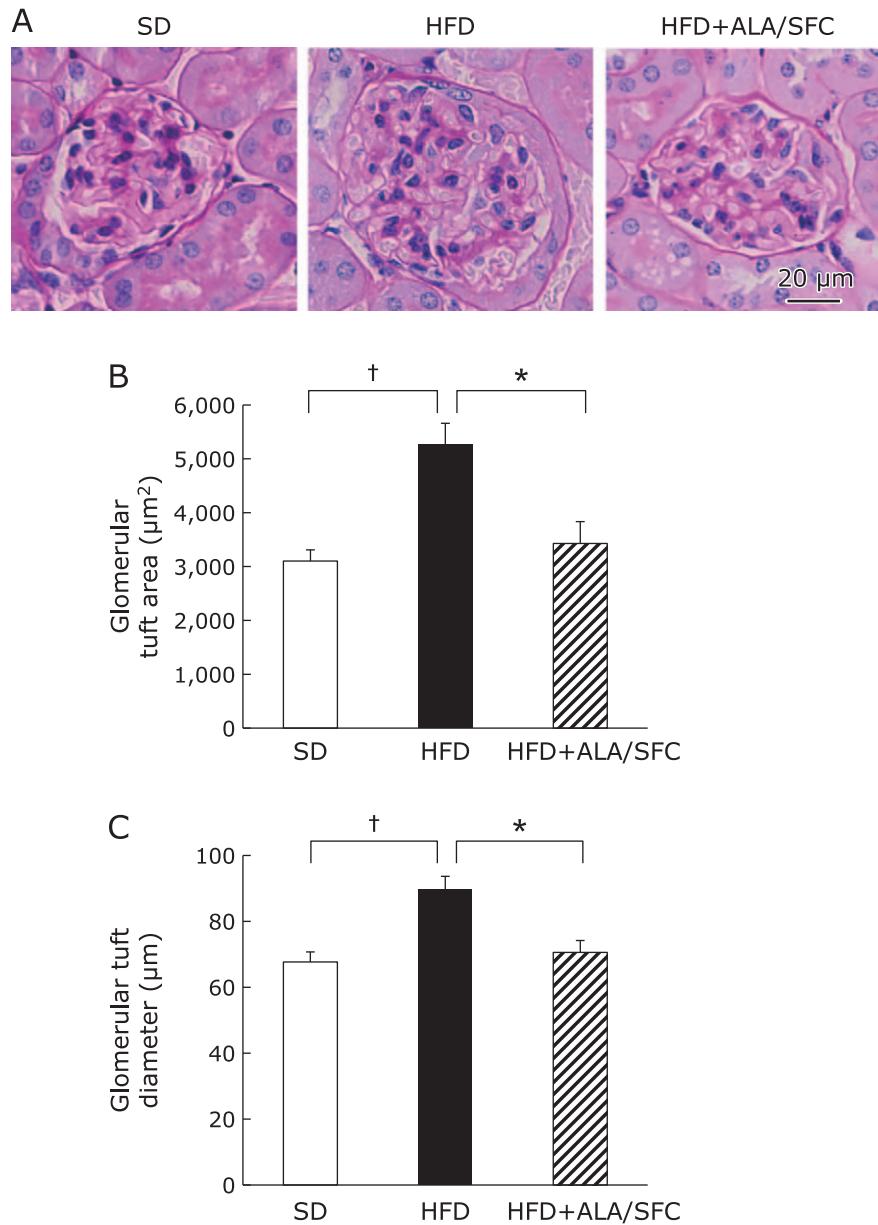 A
SD
HFD
HFD+ALA/SFC
20 µm
B
†
*
Glomerular
tuft area (µm²)
6,000
5,000
4,000
3,000
2,000
1,000
0
SD
HFD
HFD+ALA/SFC
C
†
*
Glomerular tuft
diameter (µm)
100
80
60
40
20
0
SD
HFD
HFD+ALA/SFC